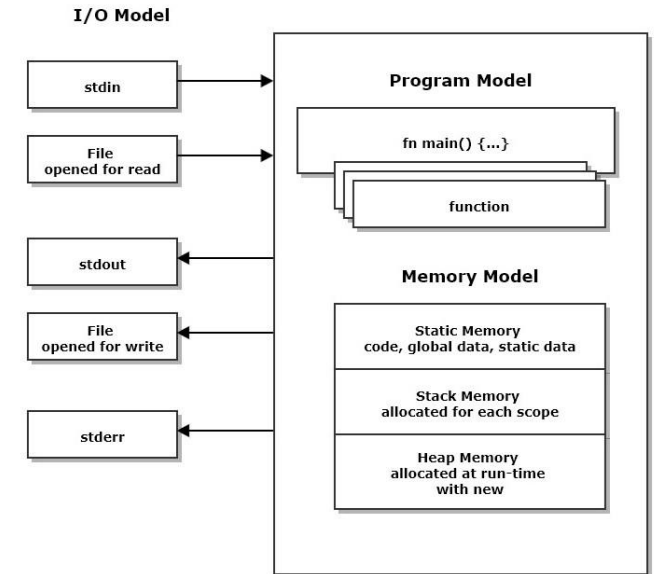 I/O Model
stdin
File
opened for read
stdout
File
opened for write
stderr
Program Model
fn main() {...}
function
Memory Model
Static Memory
code, global data, static data
Stack Memory
allocated for each scope
Heap Memory
allocated at run-time
with new